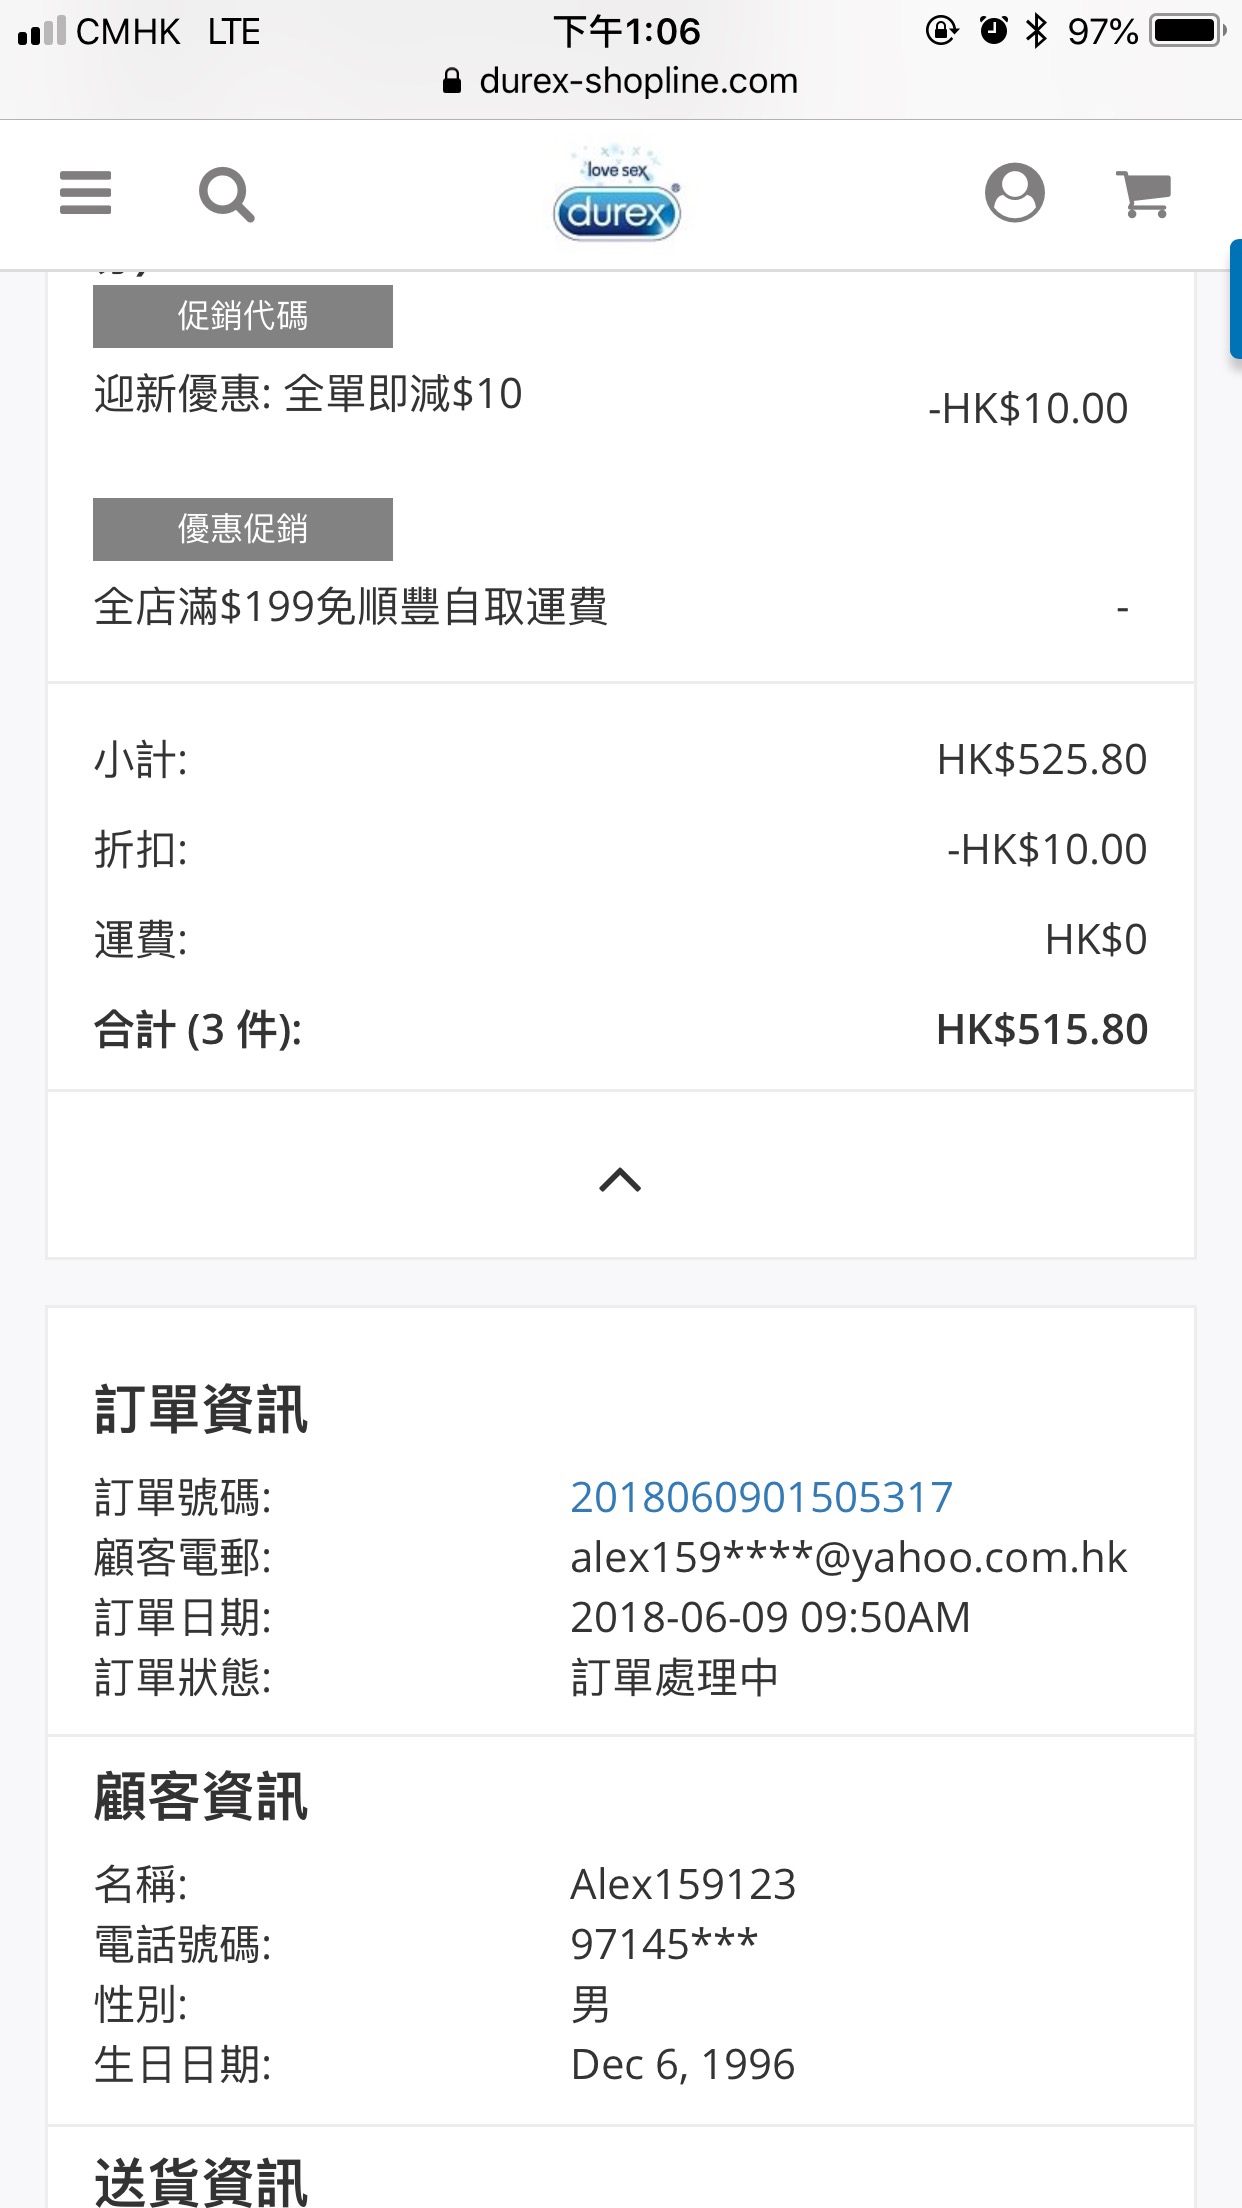 CMHK LTE 下午1:06 97%
durex-shopline.com
love sex
durex®
促銷代碼
迎新優惠: 全單即減$10 -HK$10.00
優惠促銷
全店滿$199免順豐自取運費 -
小計: HK$525.80
折扣: -HK$10.00
運費: HK$0
合計 (3 件): HK$515.80
訂單資訊
訂單號碼: 2018060901505317
顧客電郵: alex159****@yahoo.com.hk
訂單日期: 2018-06-09 09:50AM
訂單狀態: 訂單處理中
顧客資訊
名稱: Alex159123
電話號碼: 97145***
性別: 男
生日日期: Dec 6, 1996
送貨資訊